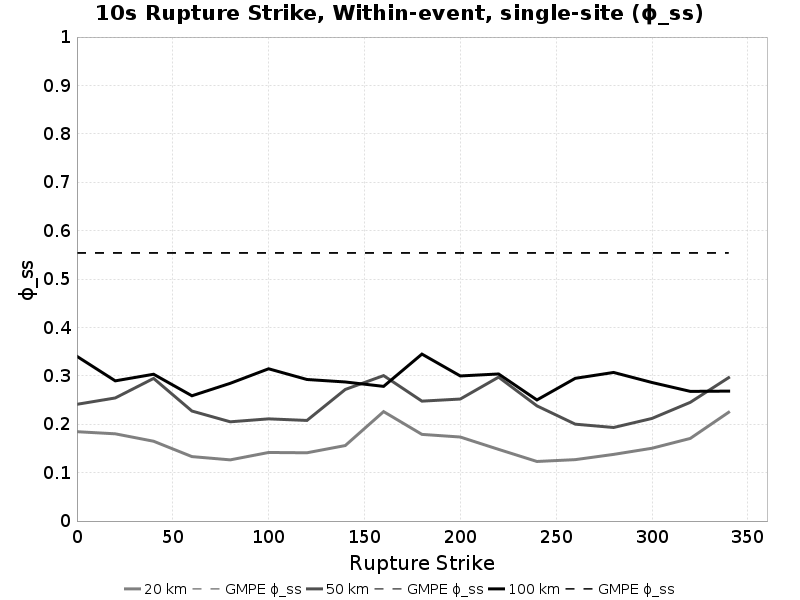 10s Rupture Strike, Within-event, single-site (ϕ_ss)
1
0.9
0.8
0.7
0.6
0.5
0.4
0.3
0.2
0.1
0
ϕ_ss
0 50 100 150 200 250 300 350
Rupture Strike
20 km GMPE ϕ_ss 50 km GMPE ϕ_ss 100 km GMPE ϕ_ss